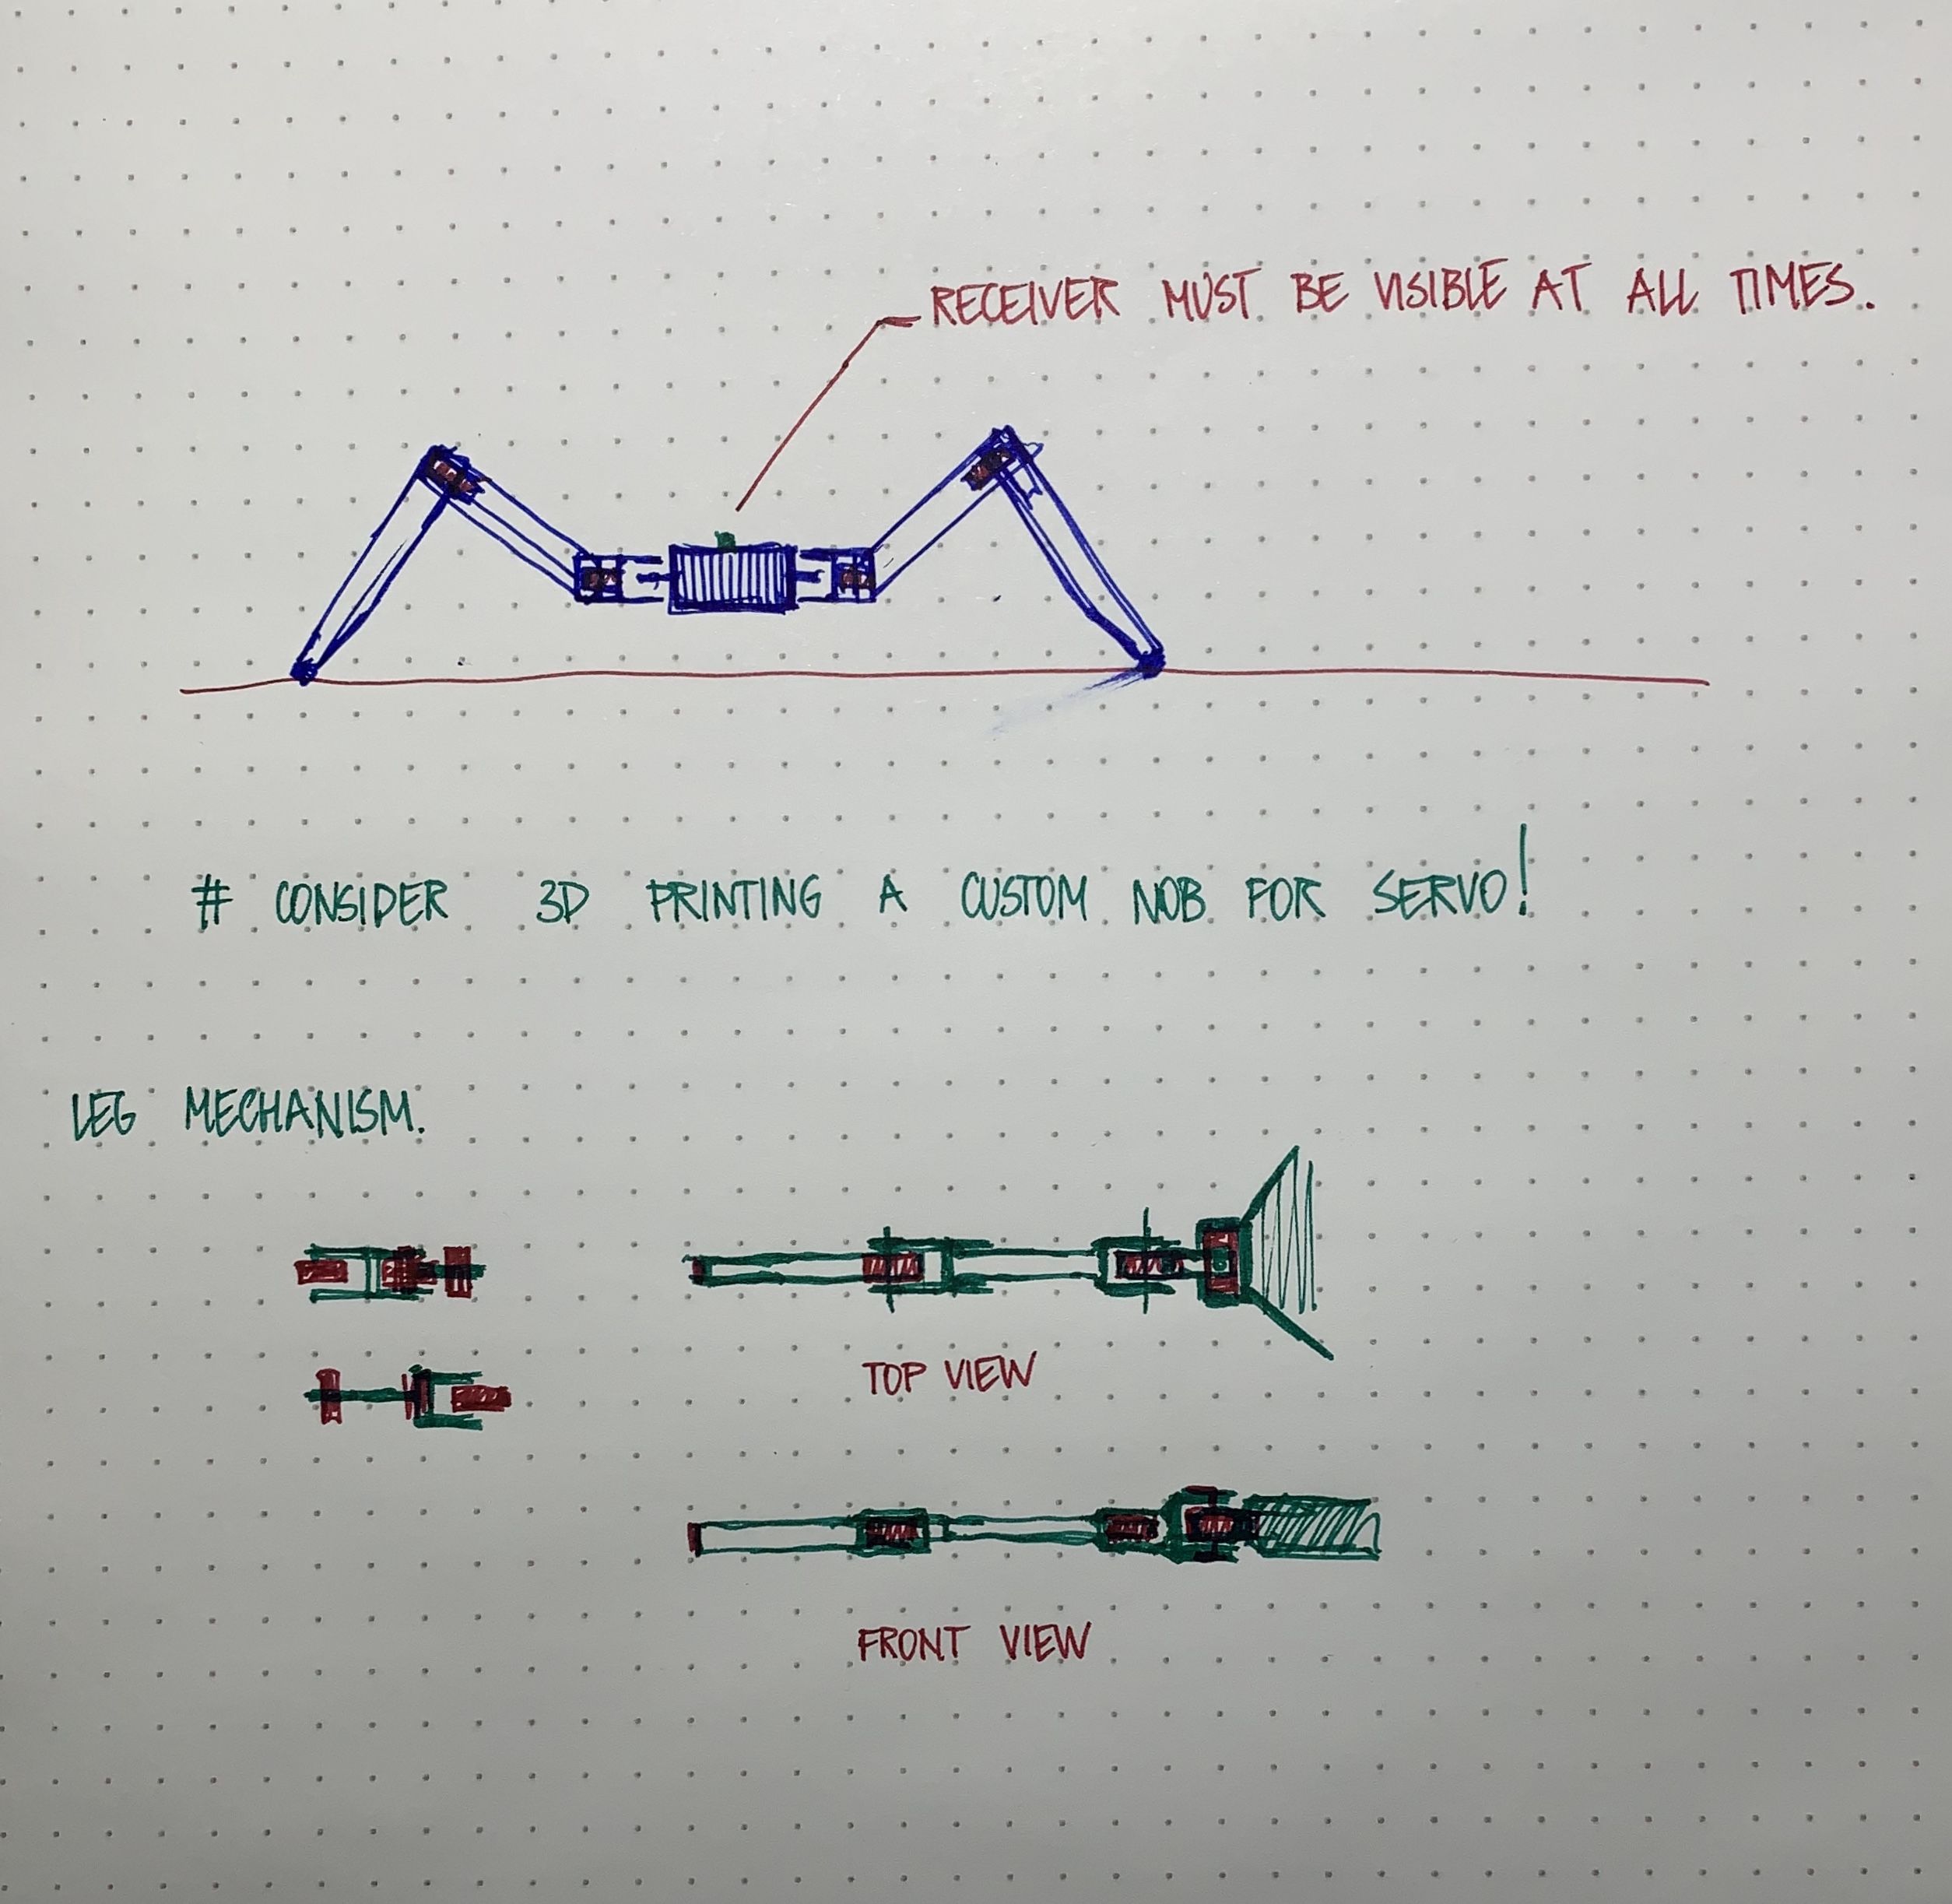 RECEIVER MUST BE VISIBLE AT ALL TIMES.
# CONSIDER 3D PRINTING A CUSTOM NOB FOR SERVO!
LEG MECHANISM.
TOP VIEW
FRONT VIEW